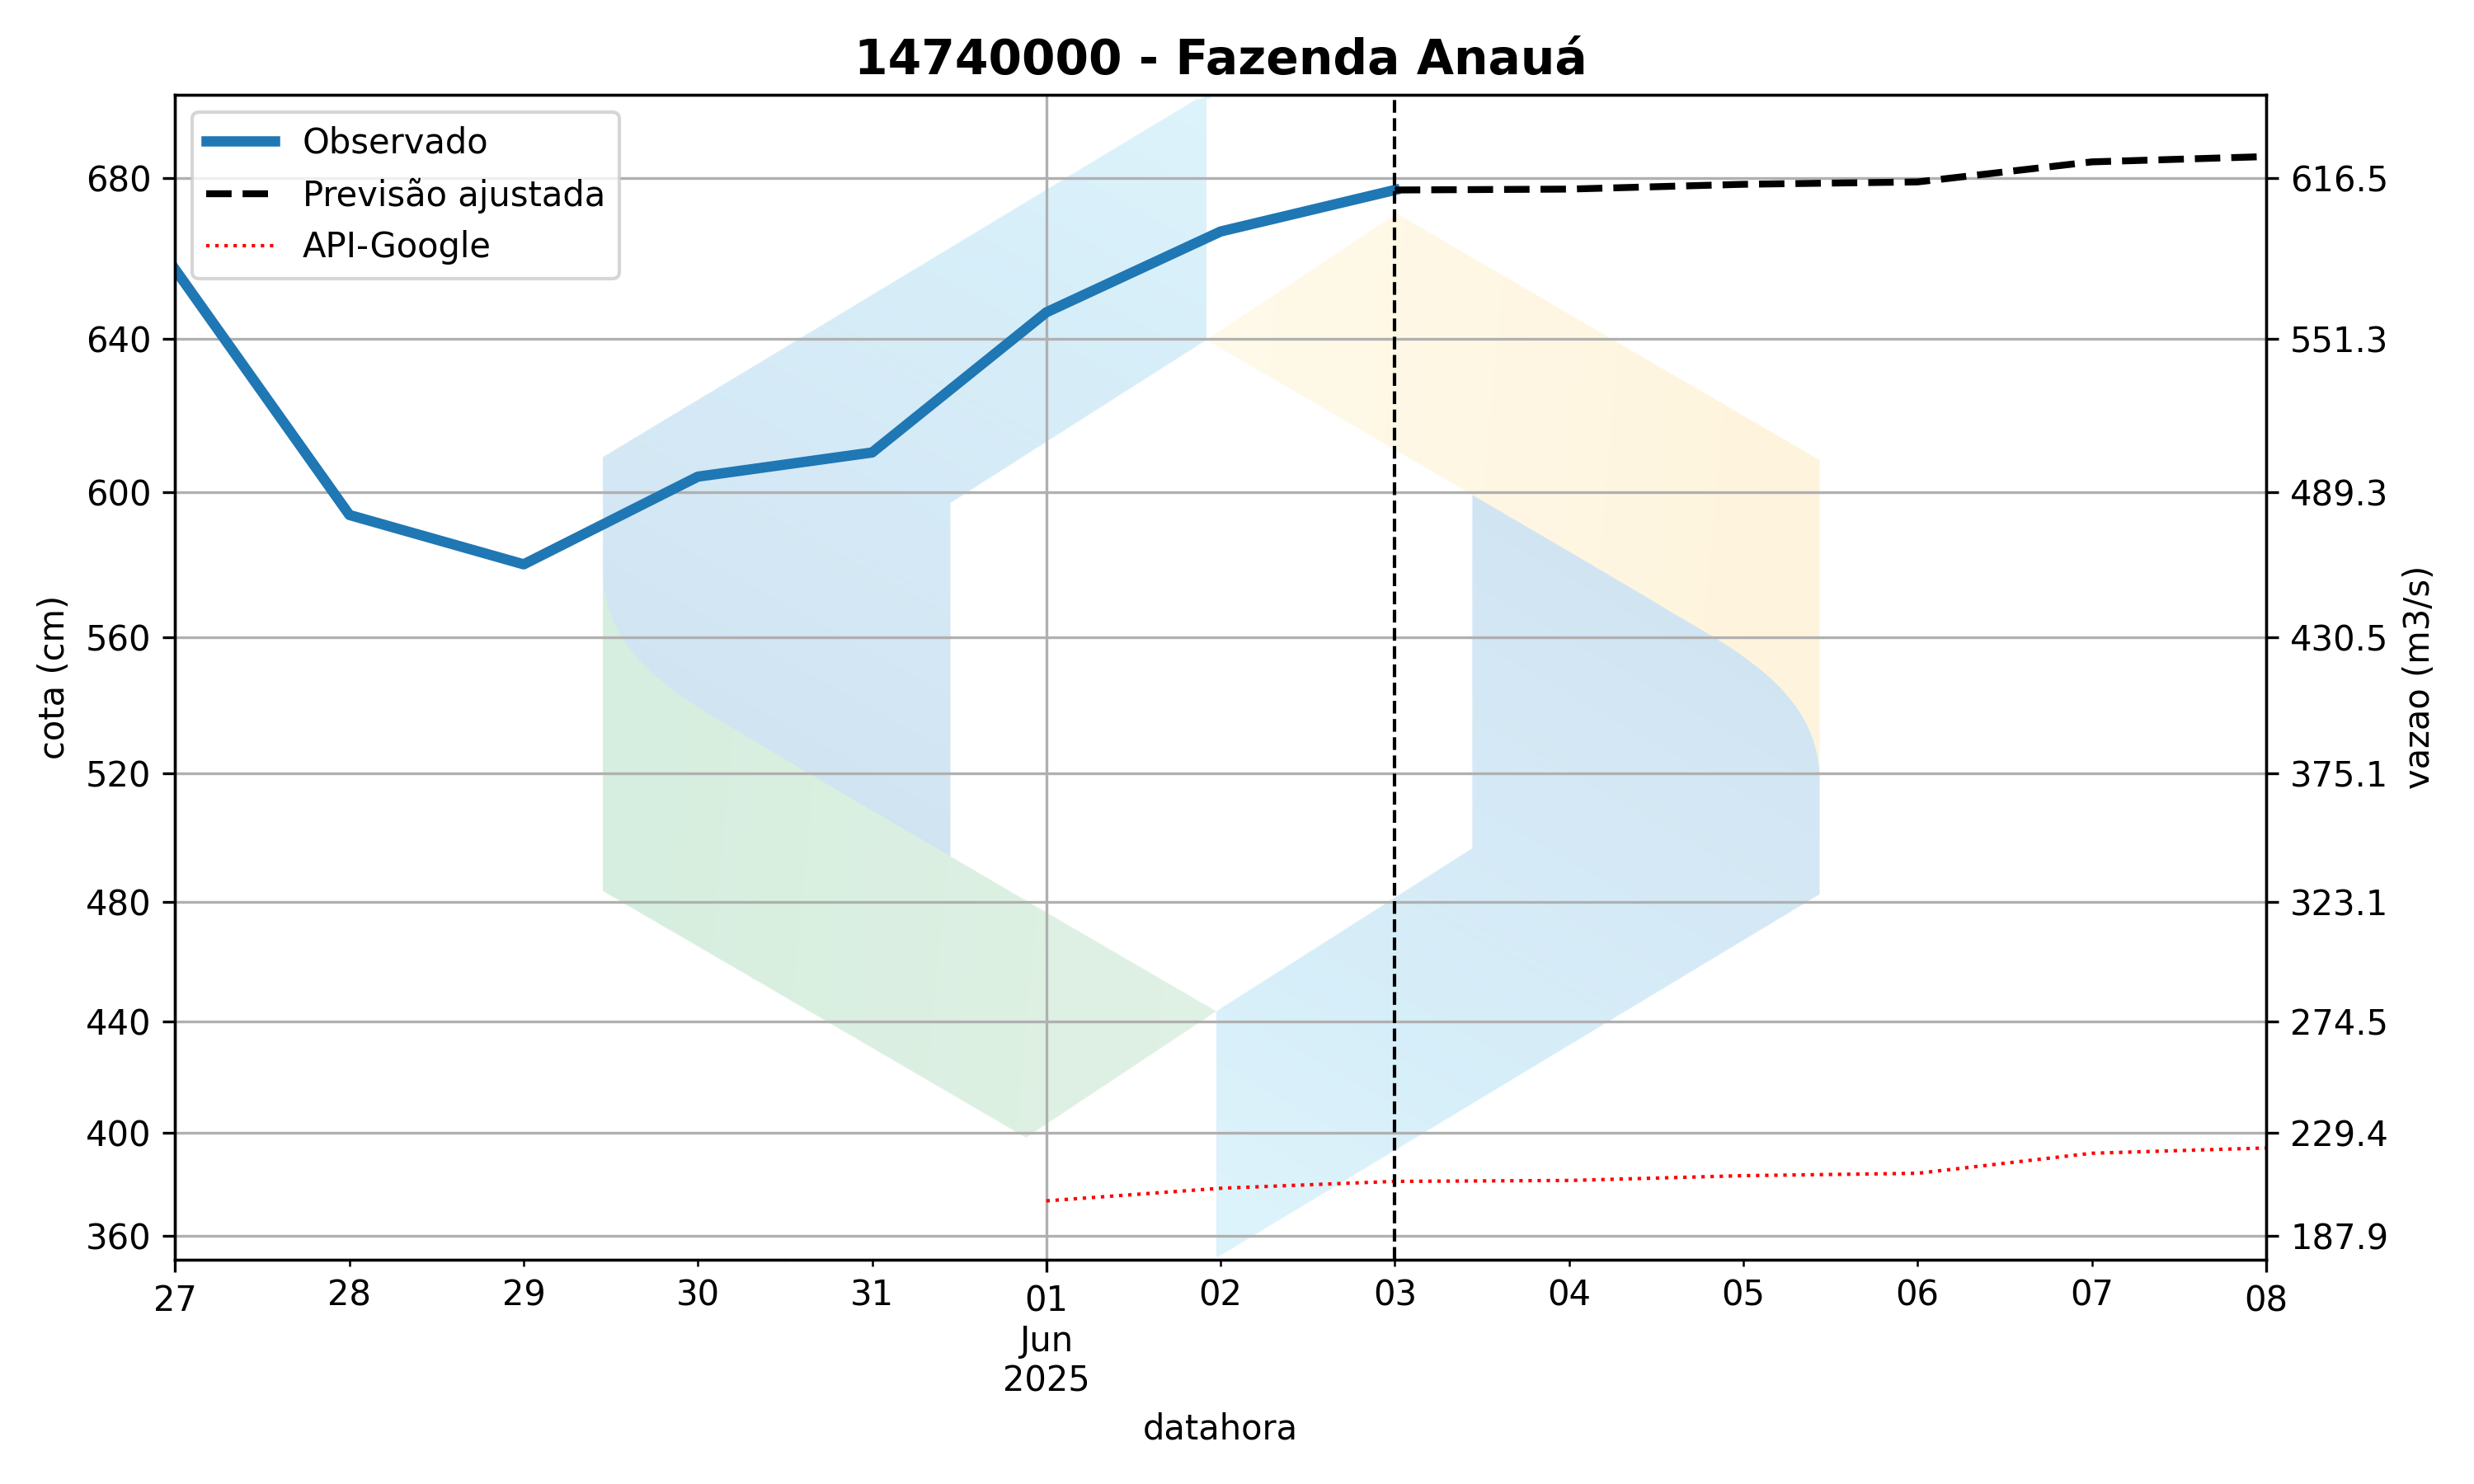 14740000 - Fazenda Anauá
Observado
Previsão ajustada
API-Google
680
640
600
560
520
480
440
400
360
cota (cm)
616.5
551.3
489.3
430.5
375.1
323.1
274.5
229.4
187.9
vazao (m3/s)
27 28 29 30 31 01 02 03 04 05 06 07 08
Jun
2025
datahora